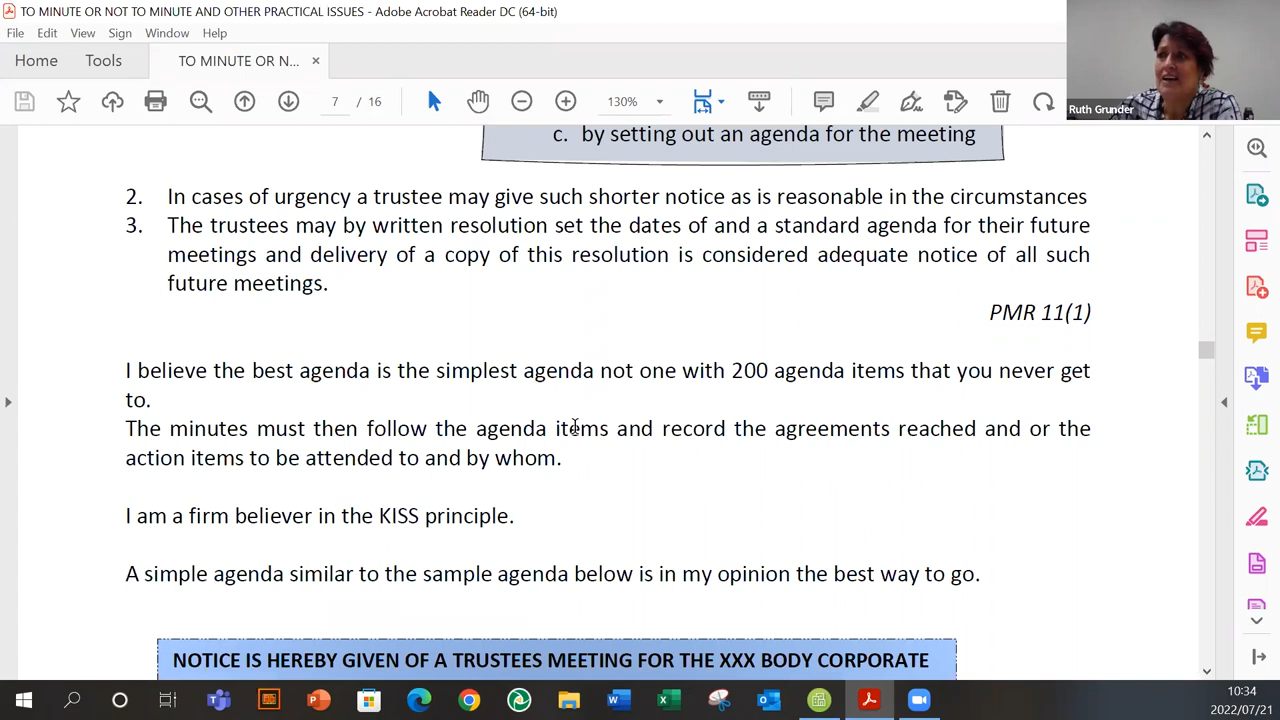 TO MINUTE OR NOT TO MINUTE AND OTHER PRACTICAL ISSUES - Adobe Acrobat Reader DC (64-bit)
File Edit View Sign Window Help
Home Tools TO MINUTE OR N... ×
7 / 16 130%
Ruth Grunder
c. by setting out an agenda for the meeting
2. In cases of urgency a trustee may give such shorter notice as is reasonable in the circumstances
3. The trustees may by written resolution set the dates of and a standard agenda for their future
meetings and delivery of a copy of this resolution is considered adequate notice of all such
future meetings.
PMR 11(1)
I believe the best agenda is the simplest agenda not one with 200 agenda items that you never get
to.
The minutes must then follow the agenda items and record the agreements reached and or the
action items to be attended to and by whom.
I am a firm believer in the KISS principle.
A simple agenda similar to the sample agenda below is in my opinion the best way to go.
NOTICE IS HEREBY GIVEN OF A TRUSTEES MEETING FOR THE XXX BODY CORPORATE
10:34
2022/07/21